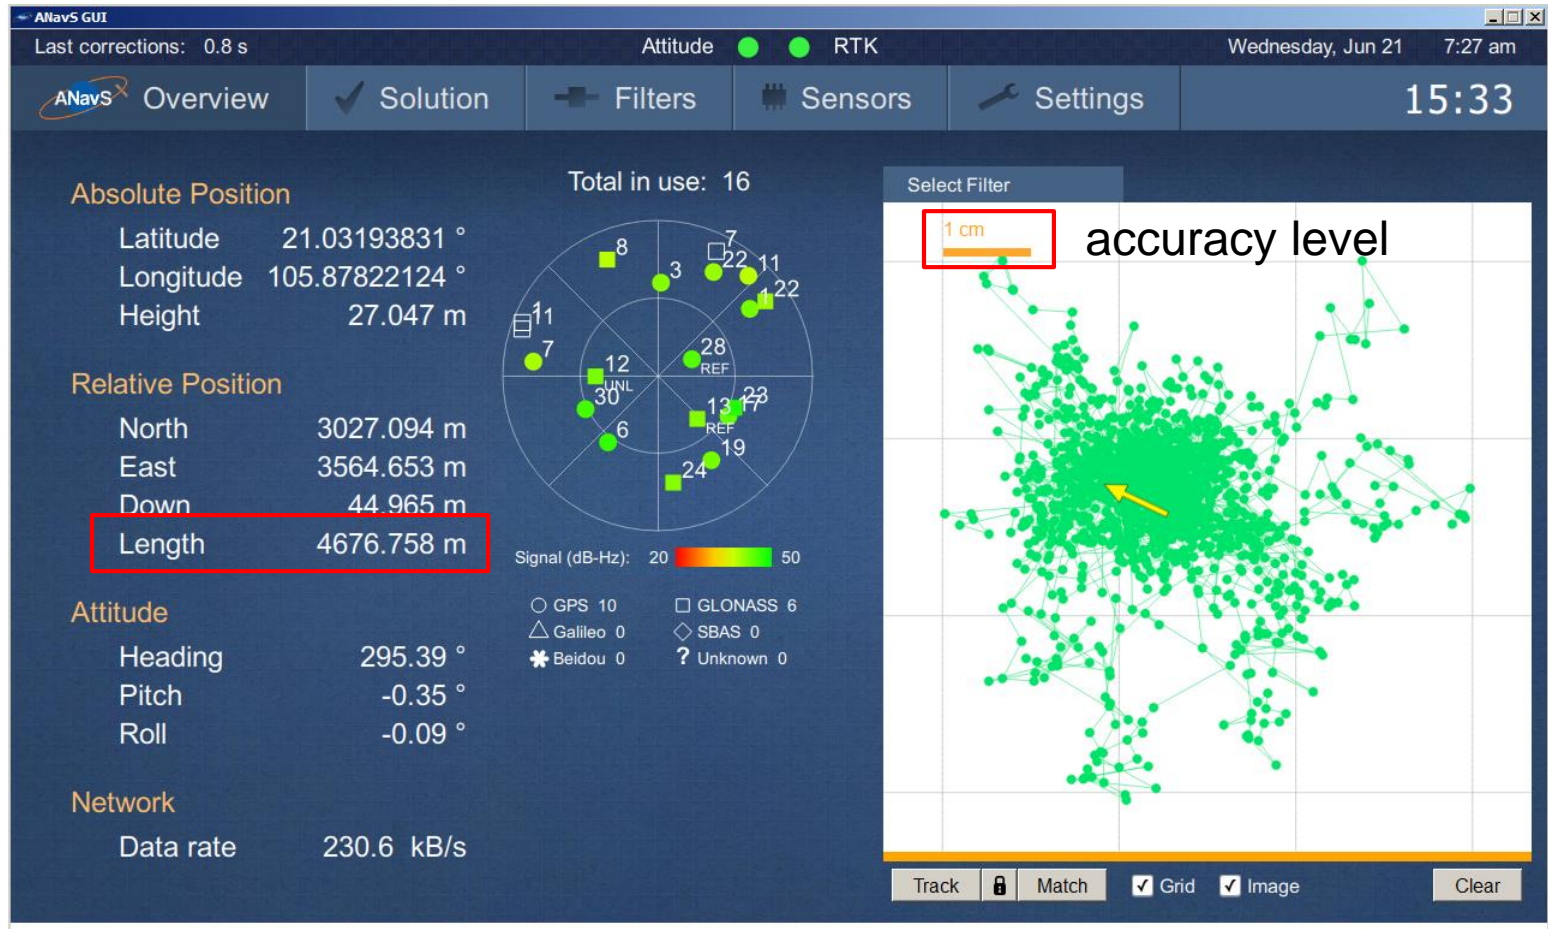 ANavS GUI
Last corrections: 0.8 s
Attitude
RTK
Wednesday, Jun 21
7:27 am
ANavS
Overview
Solution
Filters
Sensors
Settings
15:33
Absolute Position
Latitude 21.03193831 °
Longitude 105.87822124 °
Height 27.047 m
Relative Position
North 3027.094 m
East 3564.653 m
Down 44.965 m
Length 4676.758 m
Attitude
Heading 295.39 °
Pitch -0.35 °
Roll -0.09 °
Network
Data rate 230.6 kB/s
Total in use: 16
8
7
3
22
11
1
22
11
7
28
REF
12
UNL
30
23
13
17
REF
6
19
24
Signal (dB-Hz): 20 50
GPS 10
GLONASS 6
Galileo 0
SBAS 0
Beidou 0
? Unknown 0
Select Filter
1 cm
accuracy level
Track
Match
Grid
Image
Clear